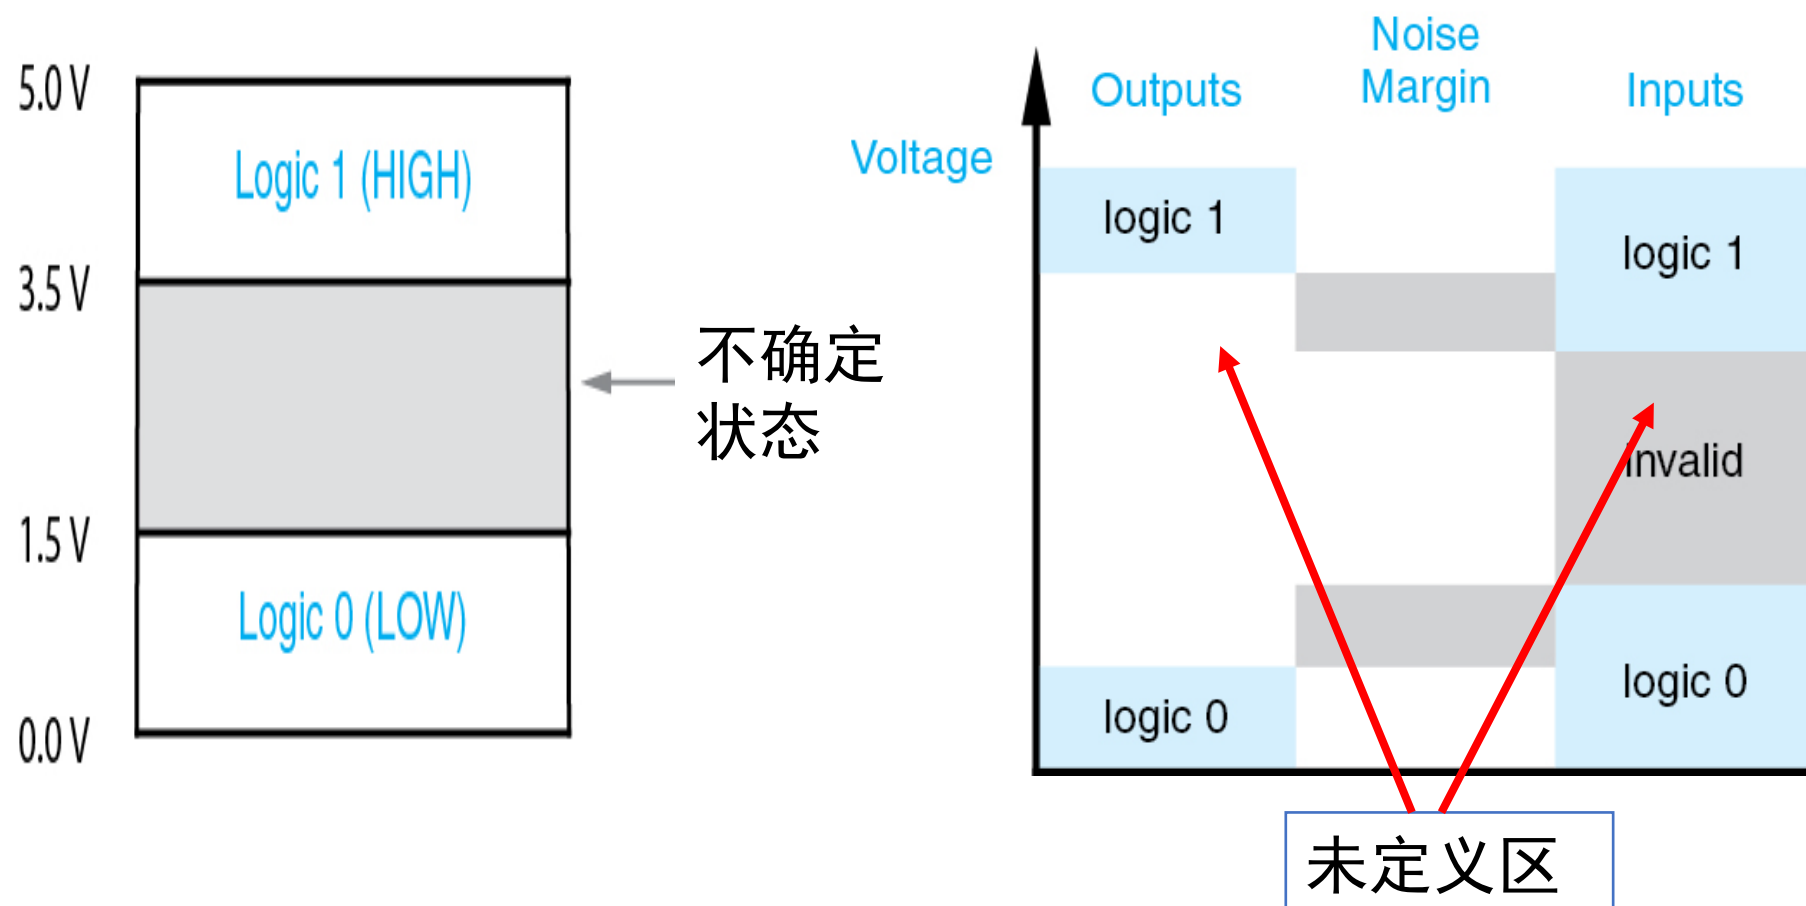 5.0 V
Logic 1 (HIGH)
3.5 V
不确定
状态
1.5 V
Logic 0 (LOW)
0.0 V
Noise
Margin
Outputs
Inputs
Voltage
logic 1
logic 1
invalid
logic 0
logic 0
未定义区